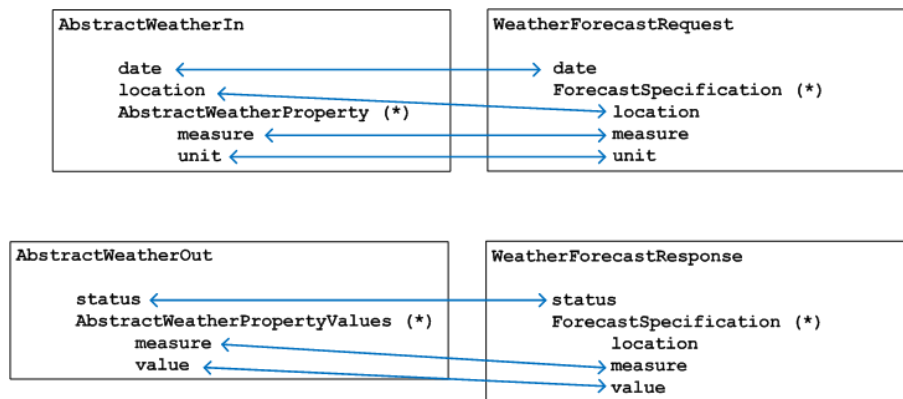 AbstractWeatherIn
date
location
AbstractWeatherProperty (*)
measure
unit
WeatherForecastRequest
date
ForecastSpecification (*)
location
measure
unit
AbstractWeatherOut
status
AbstractWeatherPropertyValues (*)
measure
value
WeatherForecastResponse
status
ForecastSpecification (*)
location
measure
value